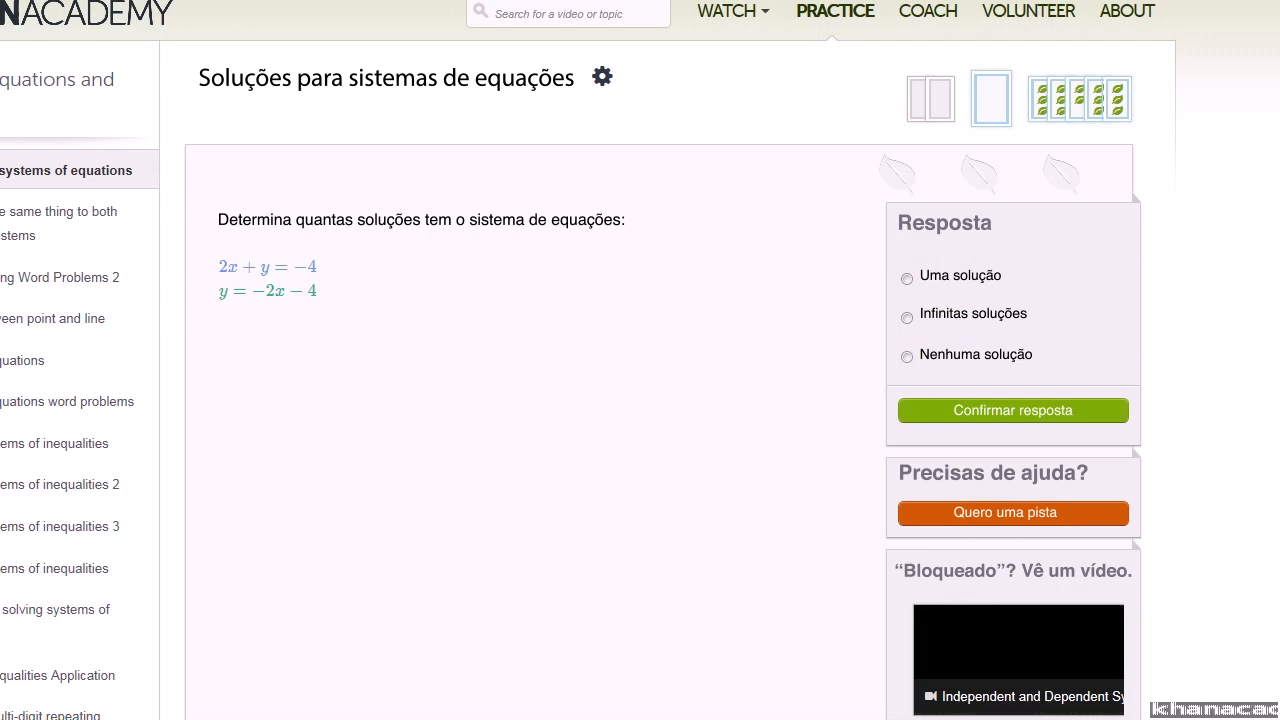 NACADEMY
Search for a video or topic
WATCH
PRACTICE
COACH
VOLUNTEER
ABOUT
quations and
systems of equations
e same thing to both
stems
ng Word Problems 2
een point and line
quations
quations word problems
ems of inequalities
ems of inequalities 2
ems of inequalities 3
ems of inequalities
solving systems of
qualities Application
ulti-digit repeating
Soluções para sistemas de equações
Determina quantas soluções tem o sistema de equações:
2x + y = −4
y = −2x − 4
Resposta
Uma solução
Infinitas soluções
Nenhuma solução
Confirmar resposta
Precisas de ajuda?
Quero uma pista
“Bloqueado”? Vê um vídeo.
Independent and Dependent Sy
khanacad